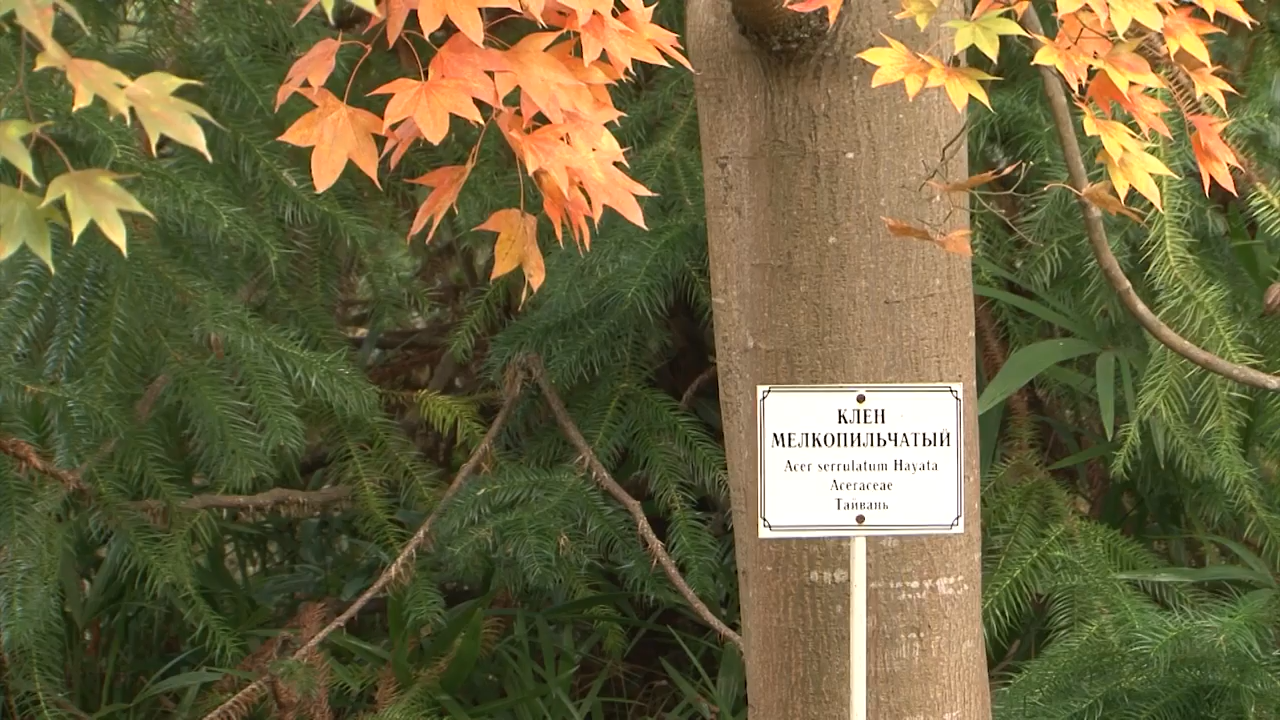 КЛЕН
МЕЛКОПИЛЬЧАТЫЙ
Acer serrulatum Hayata
Aceraceae
Тайвань